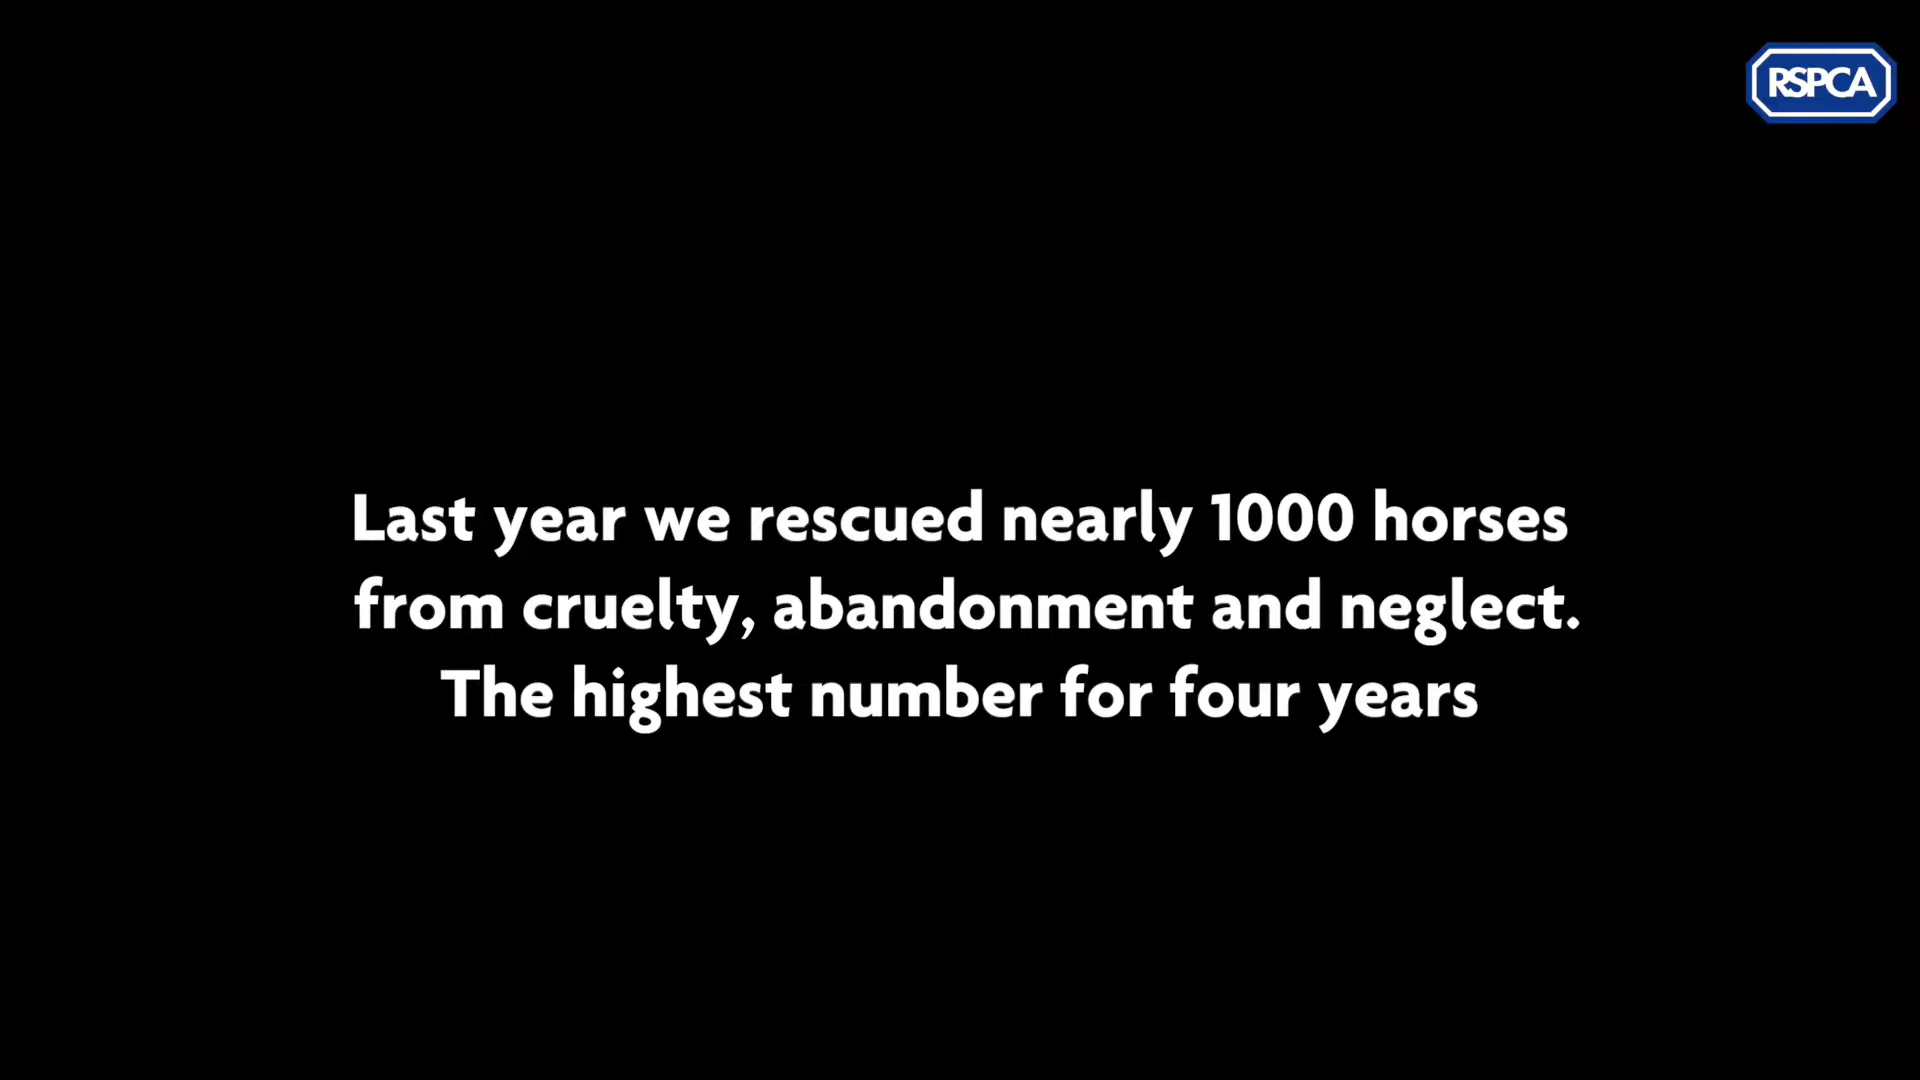 RSPCA
Last year we rescued nearly 1000 horses
from cruelty, abandonment and neglect.
The highest number for four years